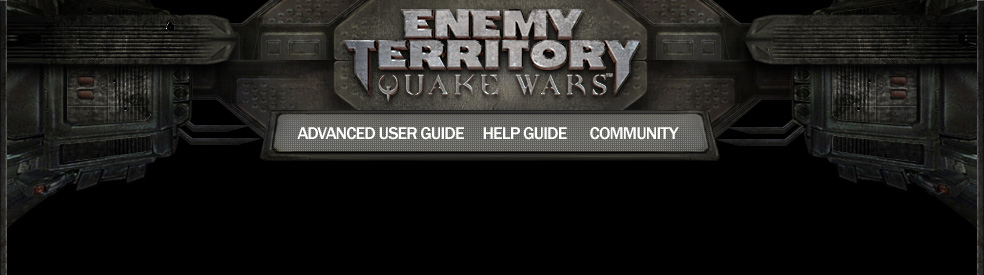 ENEMY
TERRITORY
QUAKE WARS™
ADVANCED USER GUIDE HELP GUIDE COMMUNITY